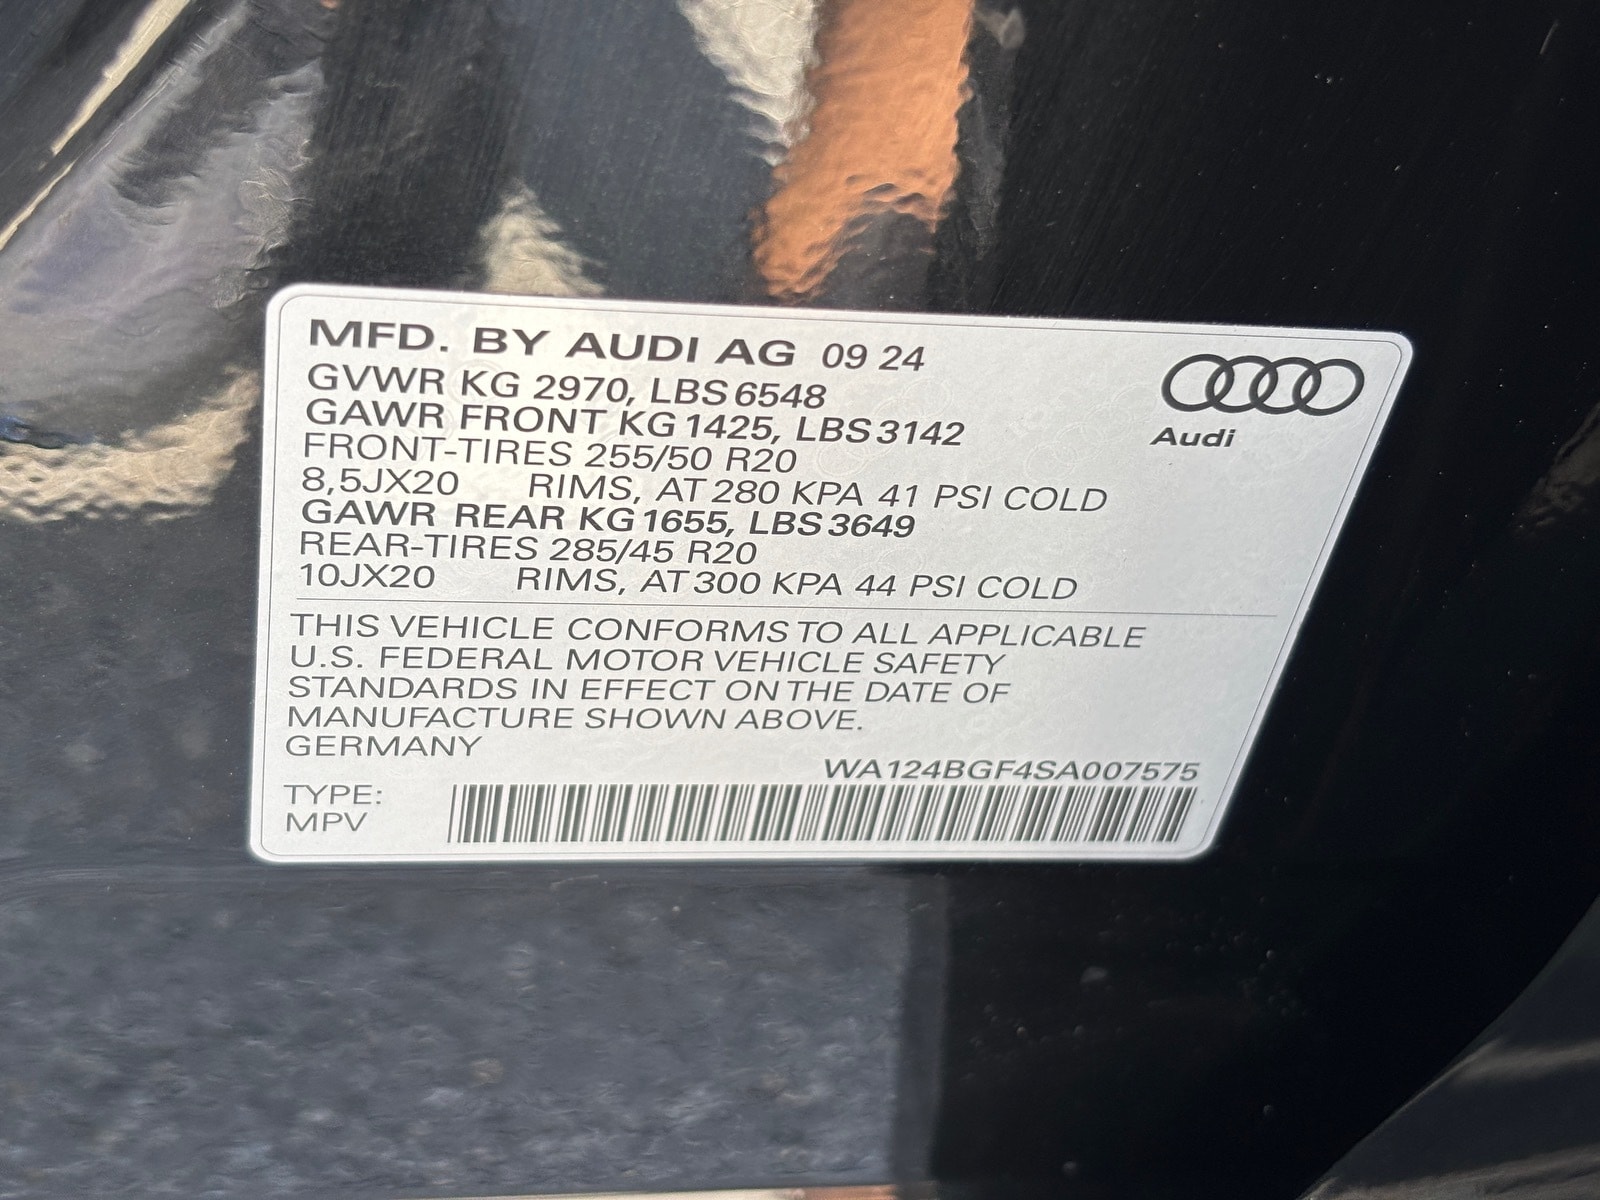 MFD. BY AUDI AG 09 24
GVWR KG 2970, LBS 6548
GAWR FRONT KG 1425, LBS 3142
FRONT-TIRES 255/50 R20
8,5JX20 RIMS, AT 280 KPA 41 PSI COLD
GAWR REAR KG 1655, LBS 3649
REAR-TIRES 285/45 R20
10JX20 RIMS, AT 300 KPA 44 PSI COLD
Audi
THIS VEHICLE CONFORMS TO ALL APPLICABLE
U.S. FEDERAL MOTOR VEHICLE SAFETY
STANDARDS IN EFFECT ON THE DATE OF
MANUFACTURE SHOWN ABOVE.
GERMANY
WA124BGF4SA007575
TYPE:
MPV